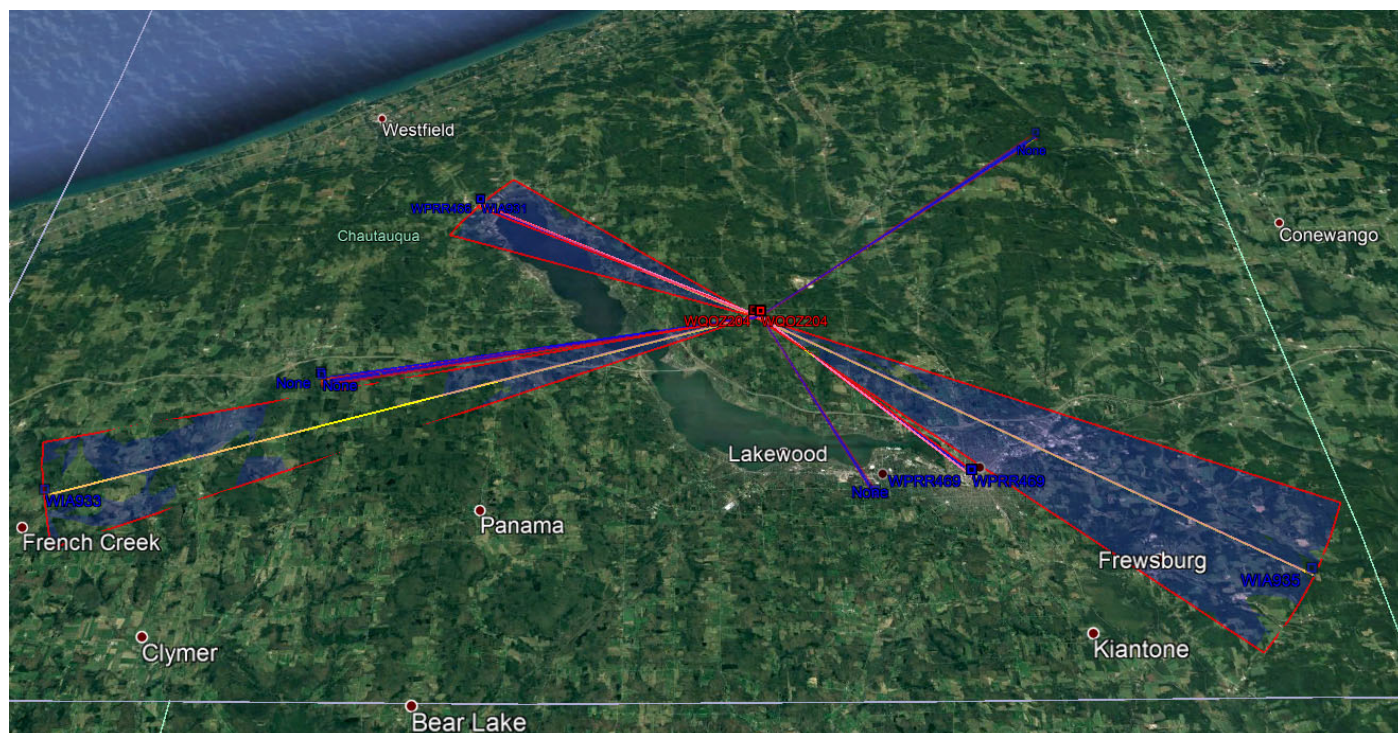 Westfield
None
WPRR465 WIA931
Conewango
Chautauqua
WQOZ204 WQOZ204
None None
Lakewood
WPRR469 WPRR469
None
WIA933
Panama
French Creek
Frewsburg
WIA935
Clymer
Kiantone
Bear Lake